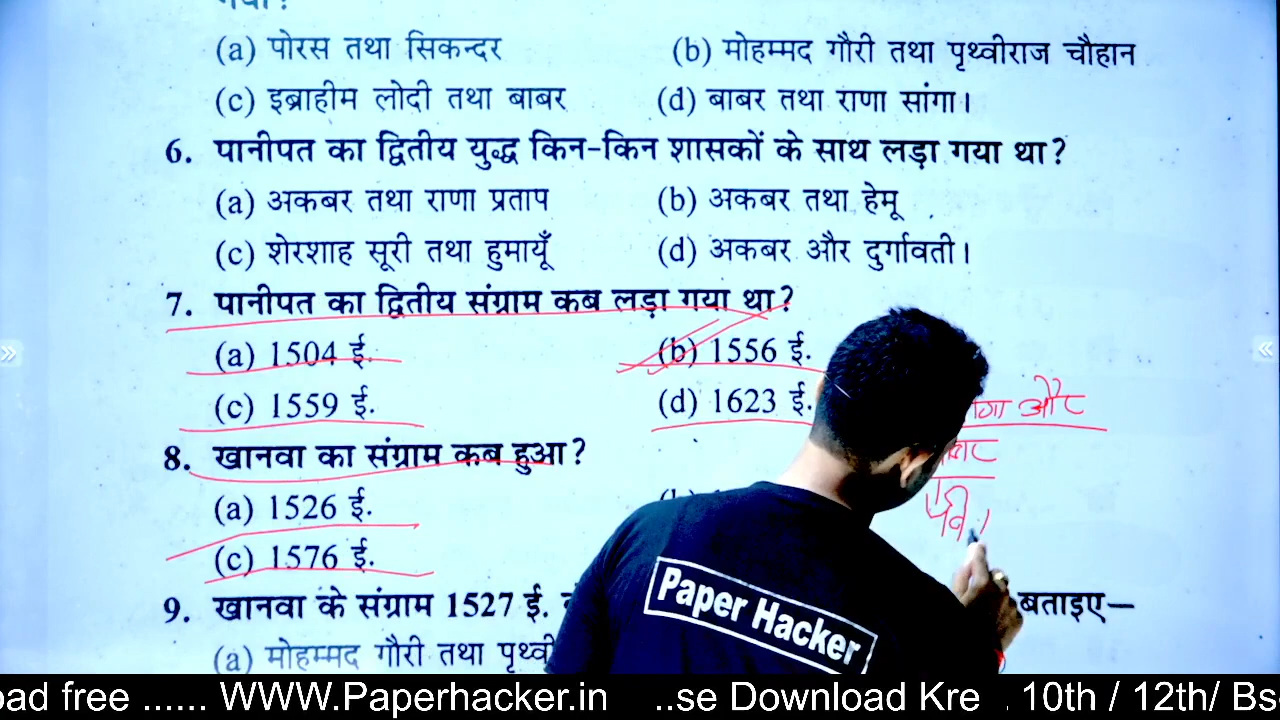 (a) पोरस तथा सिकन्दर (b) मोहम्मद गौरी तथा पृथ्वीराज चौहान
(c) इब्राहीम लोदी तथा बाबर (d) बाबर तथा राणा सांगा।
6. पानीपत का द्वितीय युद्ध किन-किन शासकों के साथ लड़ा गया था?
(a) अकबर तथा राणा प्रताप (b) अकबर तथा हेमू
(c) शेरशाह सूरी तथा हुमायूँ (d) अकबर और दुर्गावती।
7. पानीपत का द्वितीय संग्राम कब लड़ा गया था?
(a) 1504 ई. (b) 1556 ई.
(c) 1559 ई. (d) 1623 ई.
और
8. खानवा का संग्राम कब हुआ?
(a) 1526 ई.
(c) 1576 ई.
9. खानवा के संग्राम 1527 ई. बताइए—
(a) मोहम्मद गौरी तथा
Paper Hacker
free ...... WWW.Paperhacker.in ..se Download Kre . 10th / 12th/